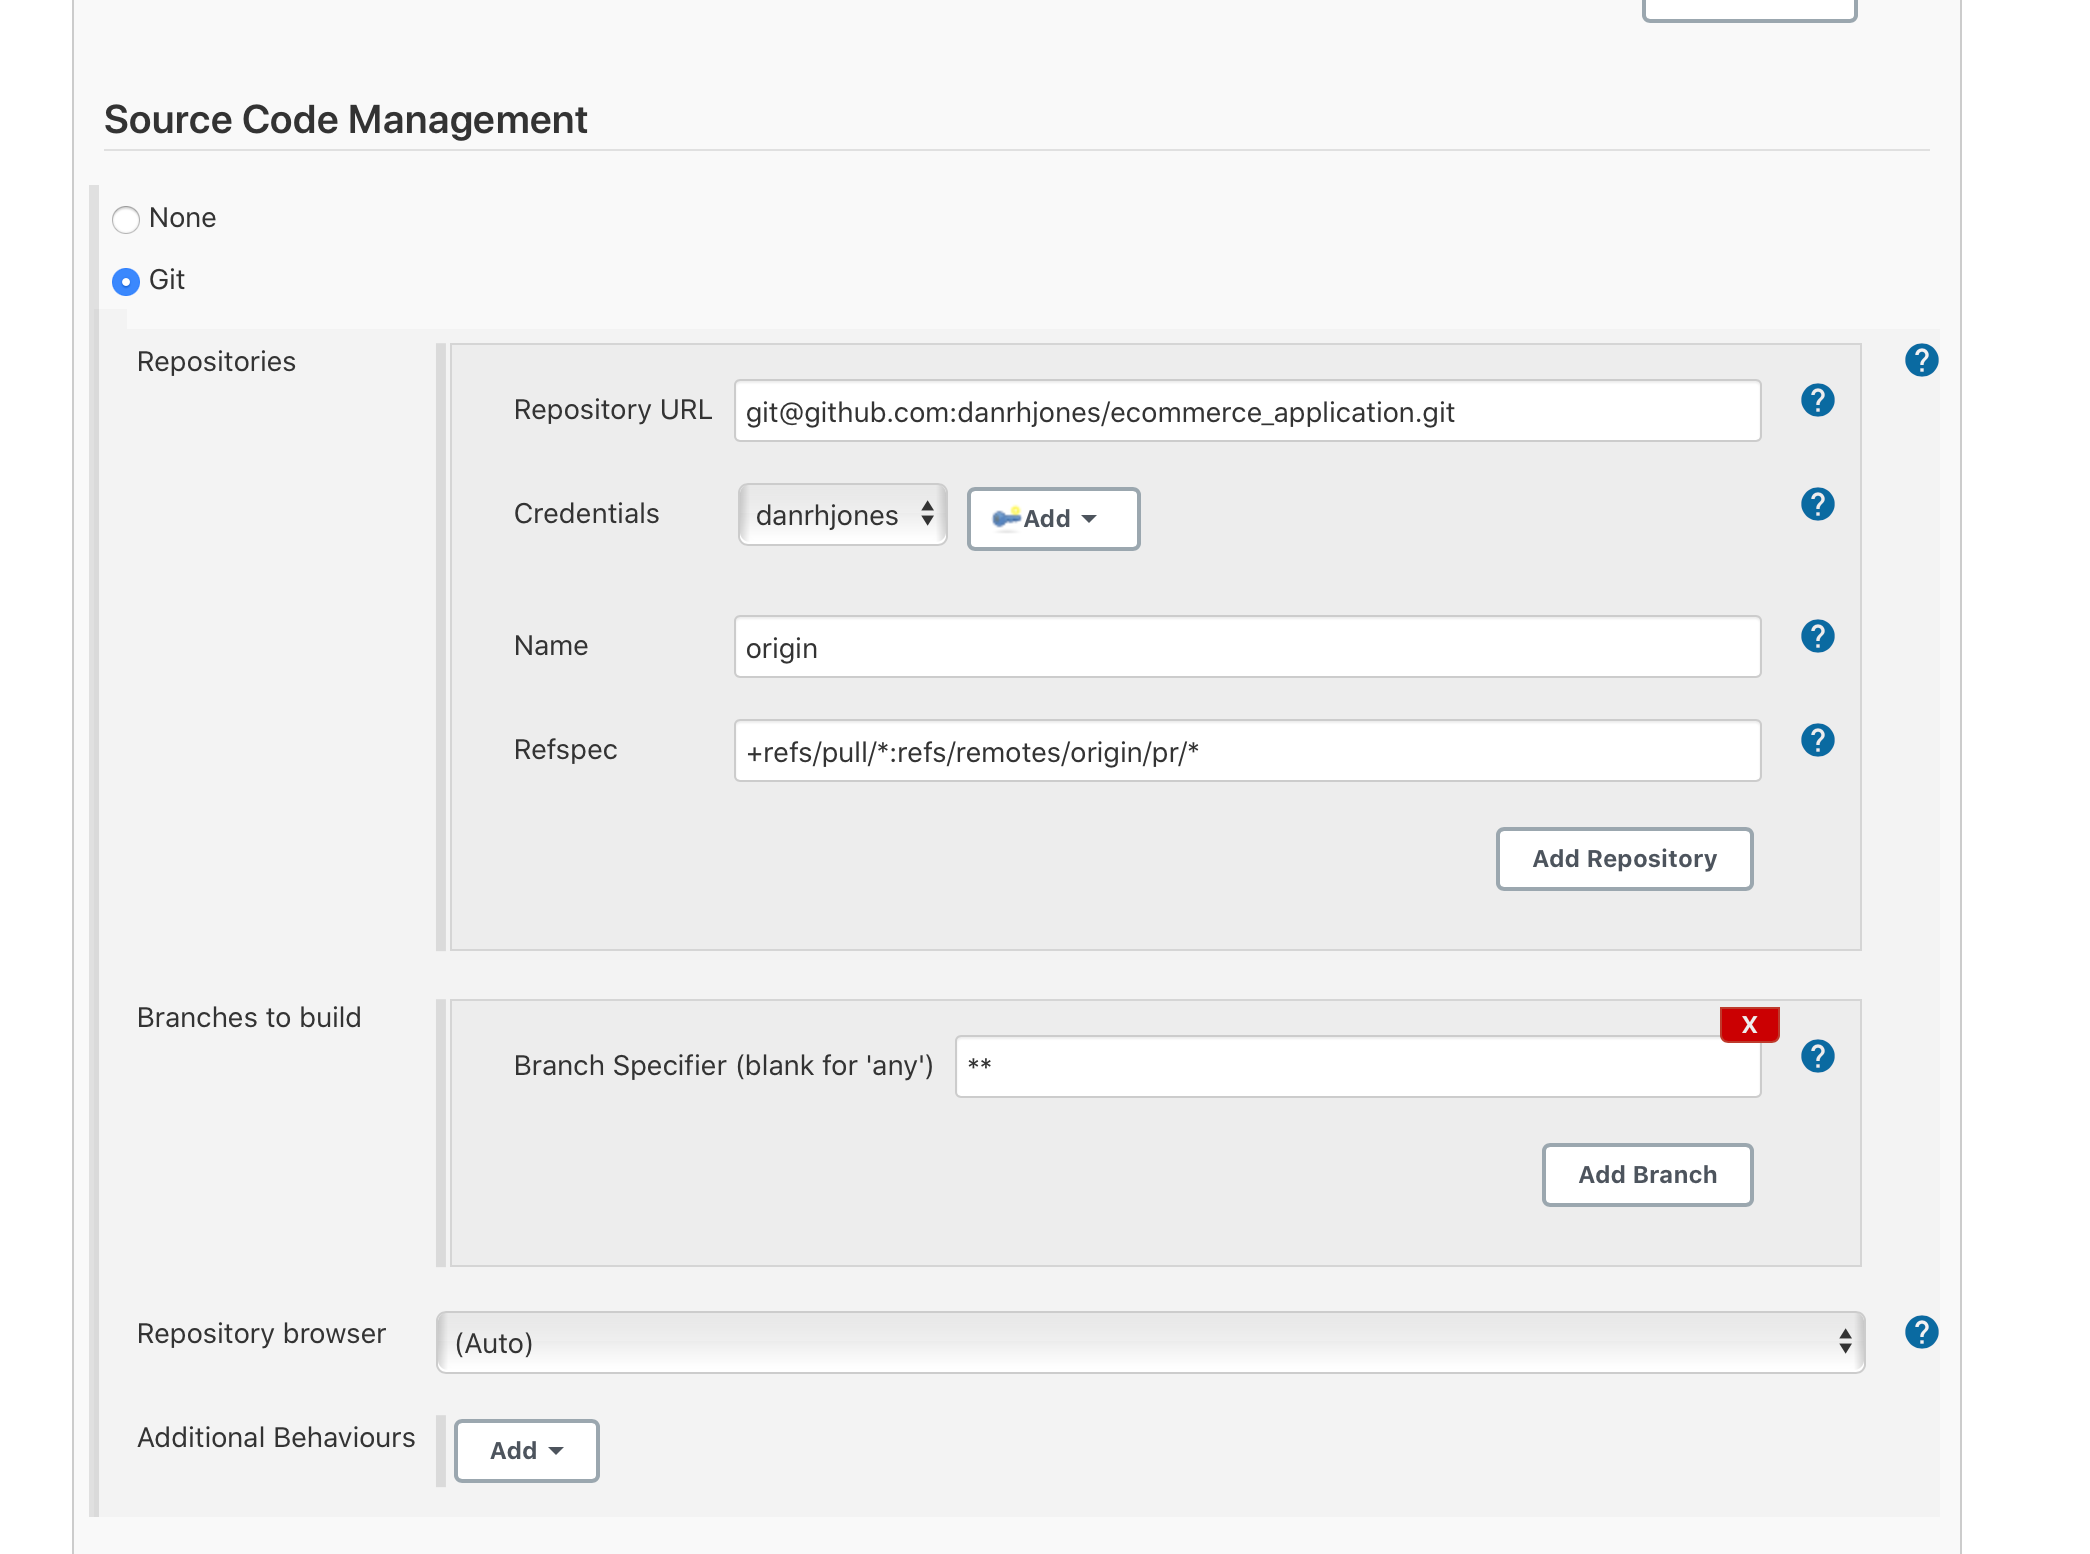 Source Code Management
None
Git
Repositories
Repository URL git@github.com:danrhjones/ecommerce_application.git
Credentials danrhjones Add
Name origin
Refspec +refs/pull/*:refs/remotes/origin/pr/*
Add Repository
Branches to build
X
Branch Specifier (blank for 'any') **
Add Branch
Repository browser (Auto)
Additional Behaviours Add